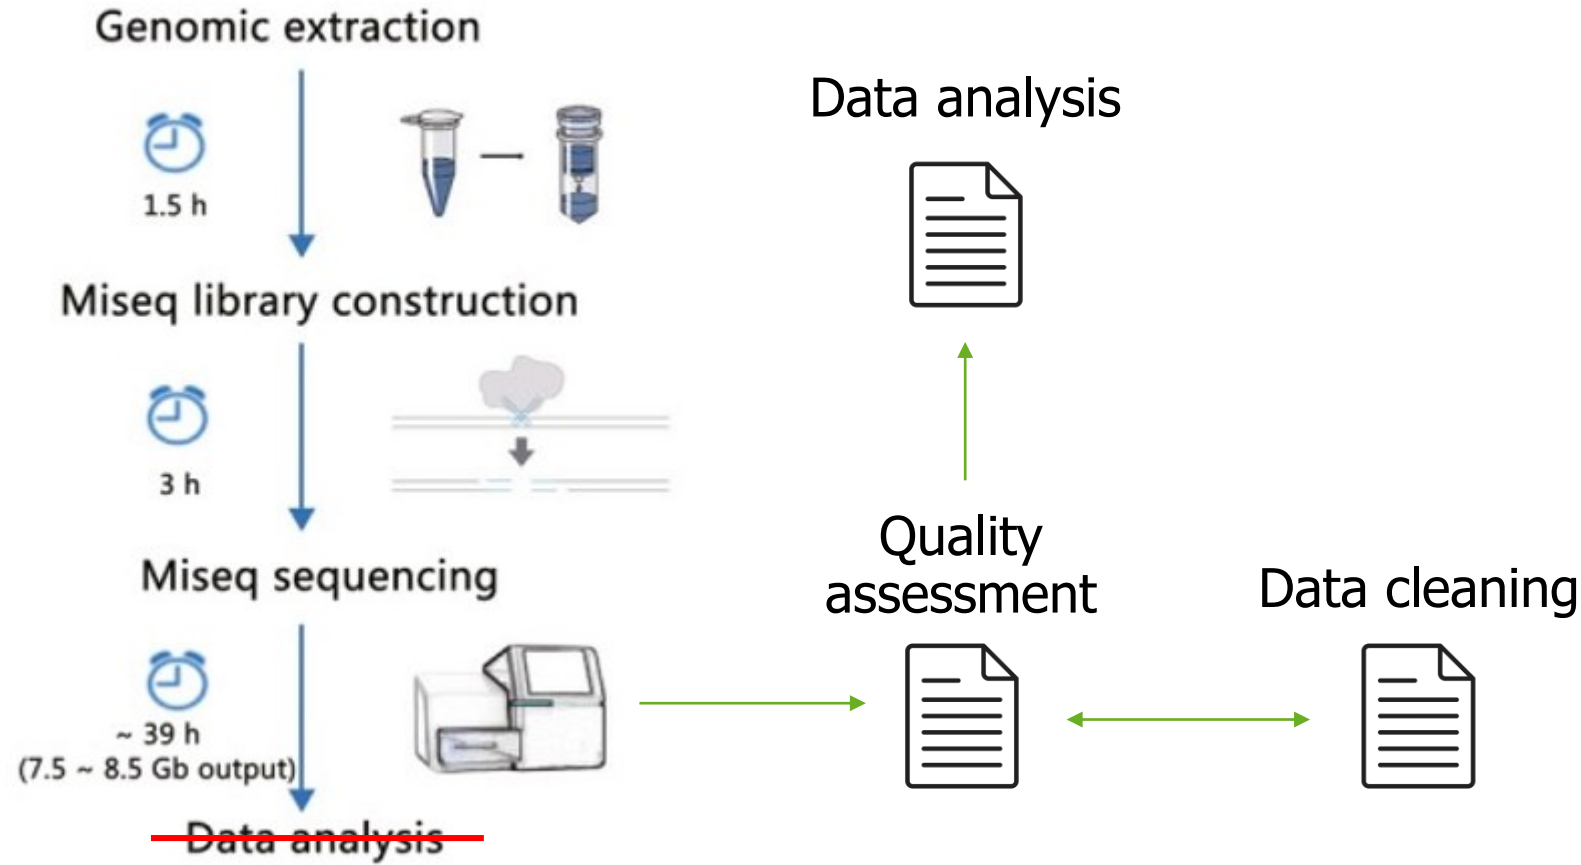 Genomic extraction
1.5 h
Miseq library construction
3 h
Miseq sequencing
~ 39 h
(7.5 ~ 8.5 Gb output)
Data analysis
Data analysis
Quality
assessment
Data cleaning